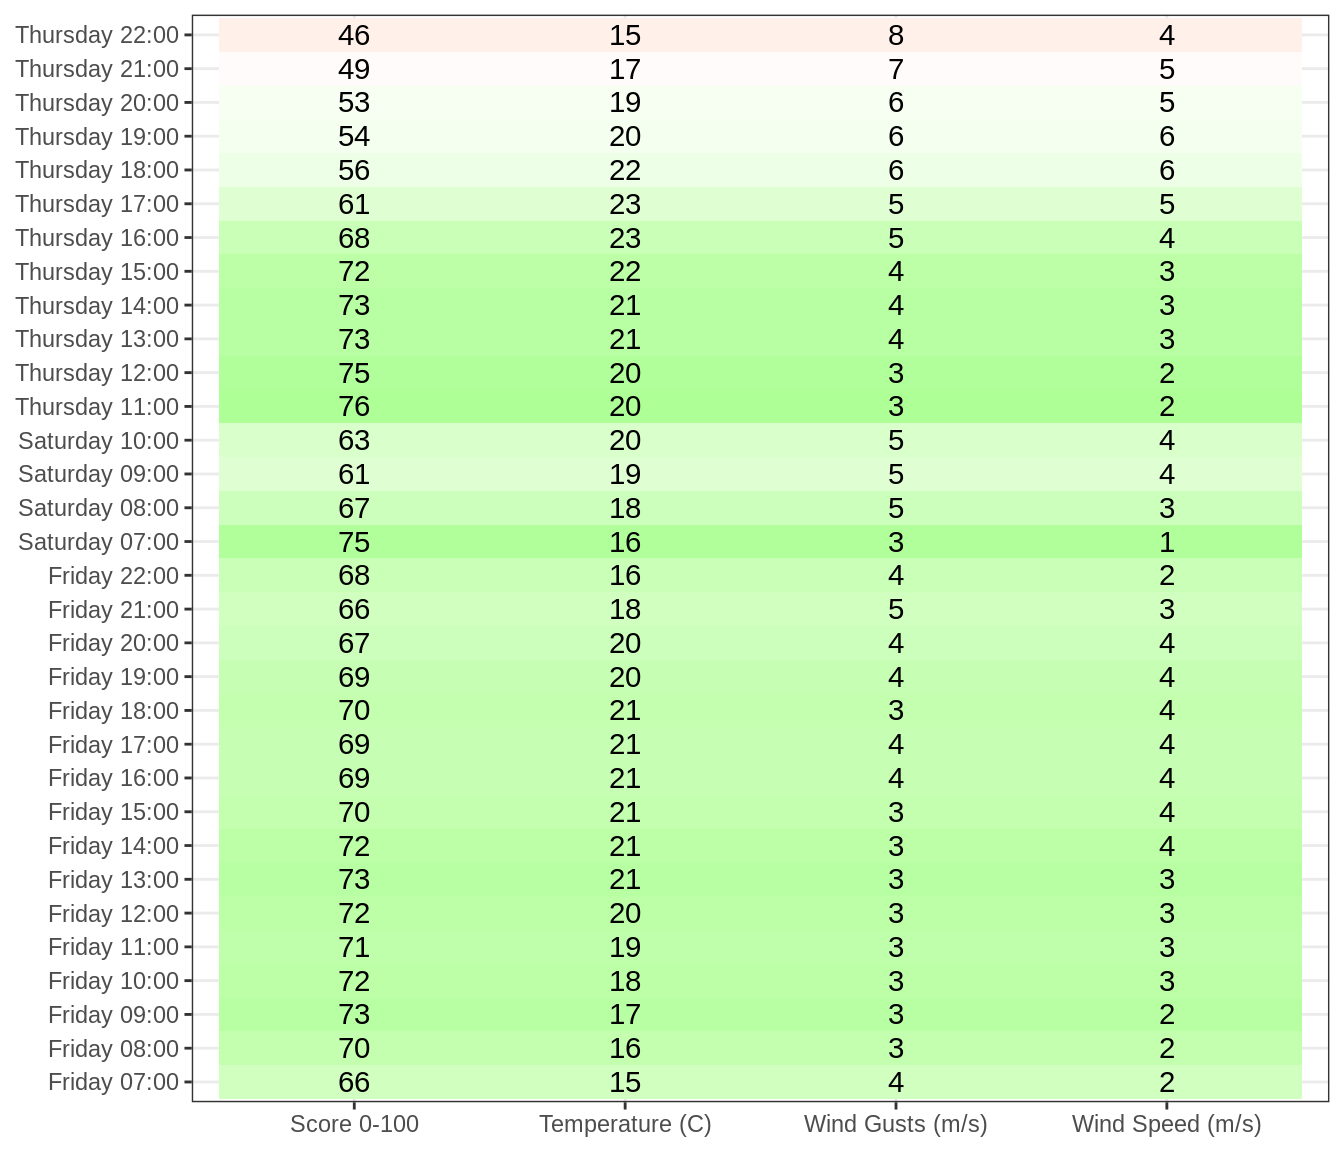 Thursday 22:00 46 15 8 4
Thursday 21:00 49 17 7 5
Thursday 20:00 53 19 6 5
Thursday 19:00 54 20 6 6
Thursday 18:00 56 22 6 6
Thursday 17:00 61 23 5 5
Thursday 16:00 68 23 5 4
Thursday 15:00 72 22 4 3
Thursday 14:00 73 21 4 3
Thursday 13:00 73 21 4 3
Thursday 12:00 75 20 3 2
Thursday 11:00 76 20 3 2
Saturday 10:00 63 20 5 4
Saturday 09:00 61 19 5 4
Saturday 08:00 67 18 5 3
Saturday 07:00 75 16 3 1
Friday 22:00 68 16 4 2
Friday 21:00 66 18 5 3
Friday 20:00 67 20 4 4
Friday 19:00 69 20 4 4
Friday 18:00 70 21 3 4
Friday 17:00 69 21 4 4
Friday 16:00 69 21 4 4
Friday 15:00 70 21 3 4
Friday 14:00 72 21 3 4
Friday 13:00 73 21 3 3
Friday 12:00 72 20 3 3
Friday 11:00 71 19 3 3
Friday 10:00 72 18 3 3
Friday 09:00 73 17 3 2
Friday 08:00 70 16 3 2
Friday 07:00 66 15 4 2
Score 0-100 Temperature (C) Wind Gusts (m/s) Wind Speed (m/s)